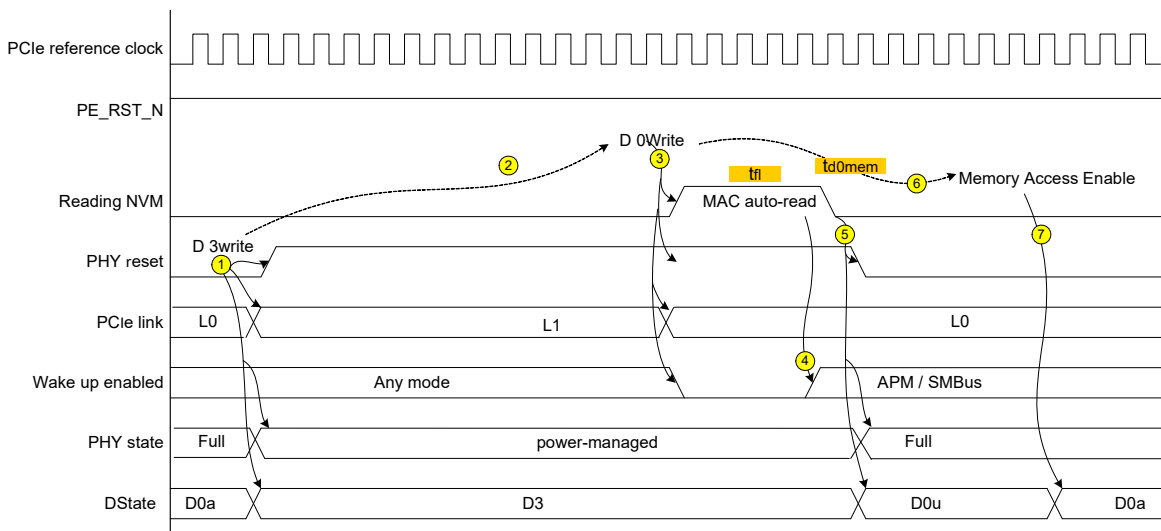 PCIe reference clock
PE_RST_N
D 0Write
3
2
tfl
td0mem
6
Memory Access Enable
Reading NVM
MAC auto-read
D 3write
1
5
7
PHY reset
PCIe link
L0
L1
L0
4
Wake up enabled
Any mode
APM / SMBus
PHY state
Full
power-managed
Full
DState
D0a
D3
D0u
D0a